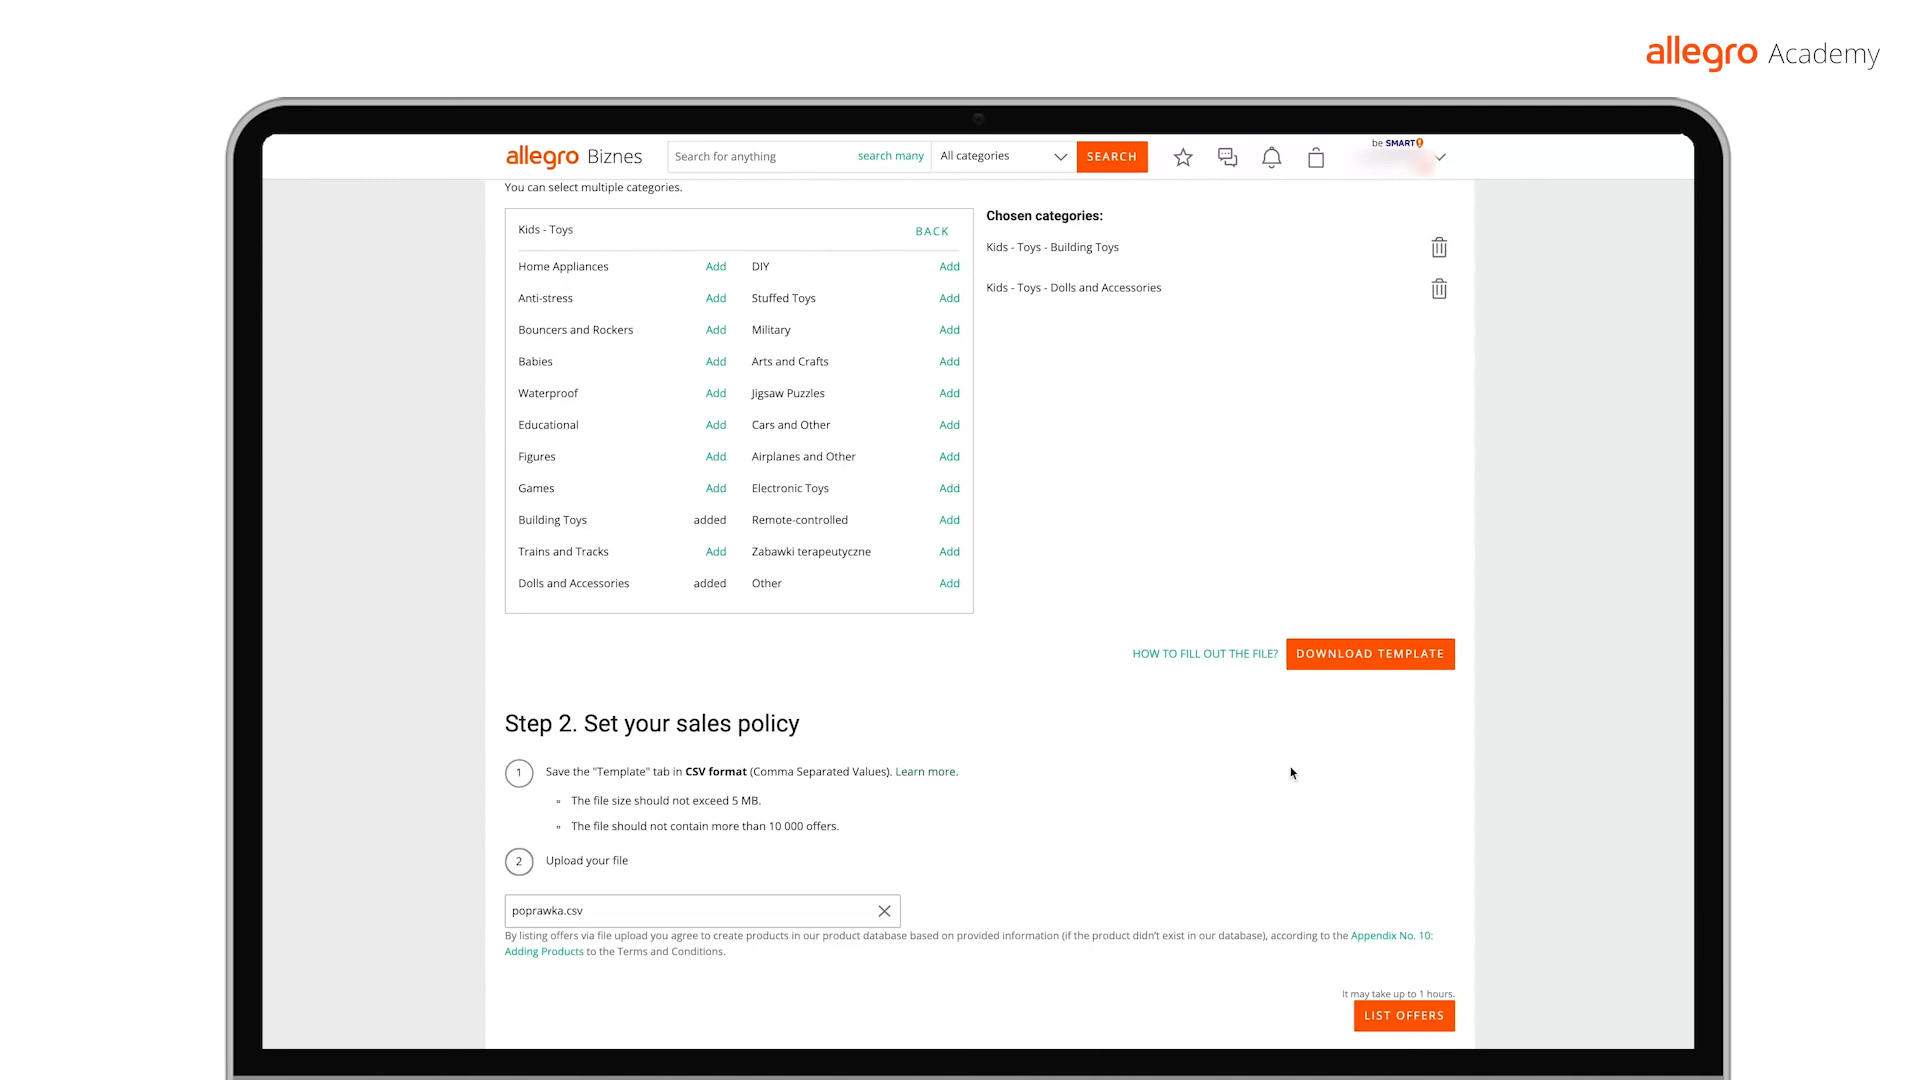 allegro Academy
be SMART!
allegro Biznes Search for anything search many All categories SEARCH
You can select multiple categories.
Kids - Toys BACK
Home Appliances Add DIY Add
Anti-stress Add Stuffed Toys Add
Bouncers and Rockers Add Military Add
Babies Add Arts and Crafts Add
Waterproof Add Jigsaw Puzzles Add
Educational Add Cars and Other Add
Figures Add Airplanes and Other Add
Games Add Electronic Toys Add
Building Toys added Remote-controlled Add
Trains and Tracks Add Zabawki terapeutyczne Add
Dolls and Accessories added Other Add
Chosen categories:
Kids - Toys - Building Toys
Kids - Toys - Dolls and Accessories
HOW TO FILL OUT THE FILE? DOWNLOAD TEMPLATE
Step 2. Set your sales policy
1 Save the "Template" tab in CSV format (Comma Separated Values). Learn more.
The file size should not exceed 5 MB.
The file should not contain more than 10 000 offers.
2 Upload your file
poprawka.csv
By listing offers via file upload you agree to create products in our product database based on provided information (if the product didn't exist in our database), according to the Appendix No. 10:
Adding Products to the Terms and Conditions.
It may take up to 1 hours.
LIST OFFERS